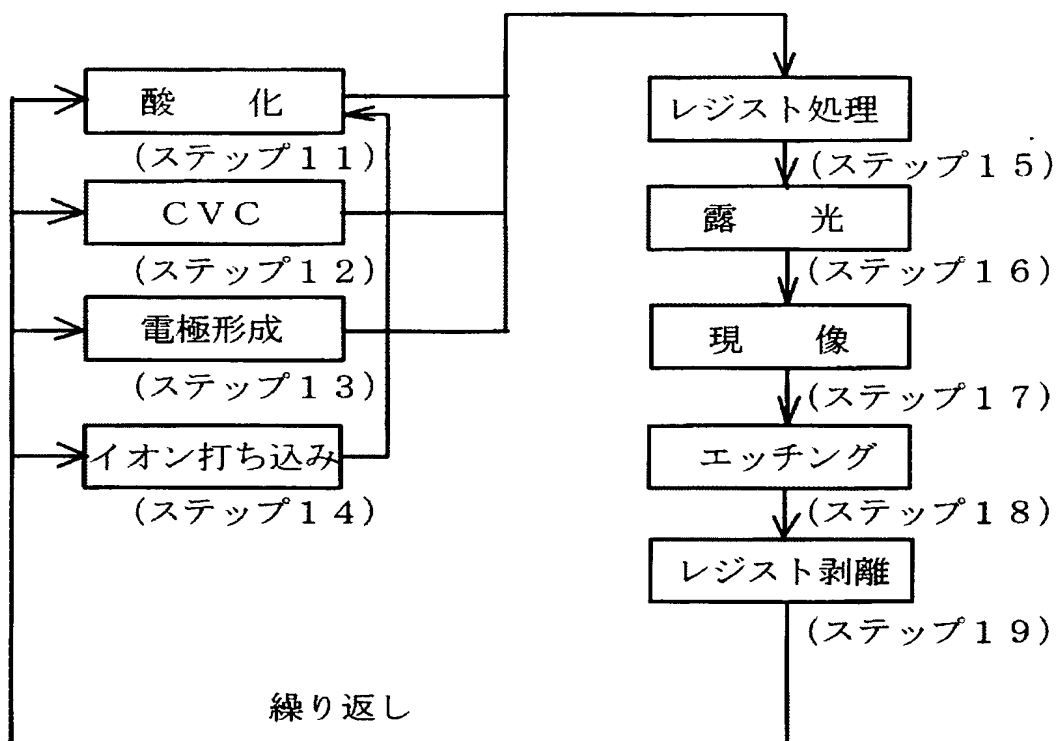 酸　　化
(ステップ１１)
ＣＶＣ
(ステップ１２)
電極形成
(ステップ１３)
イオン打ち込み
(ステップ１４)
レジスト処理
(ステップ１５)
露　　光
(ステップ１６)
現　　像
(ステップ１７)
エッチング
(ステップ１８)
レジスト剥離
(ステップ１９)
繰り返し